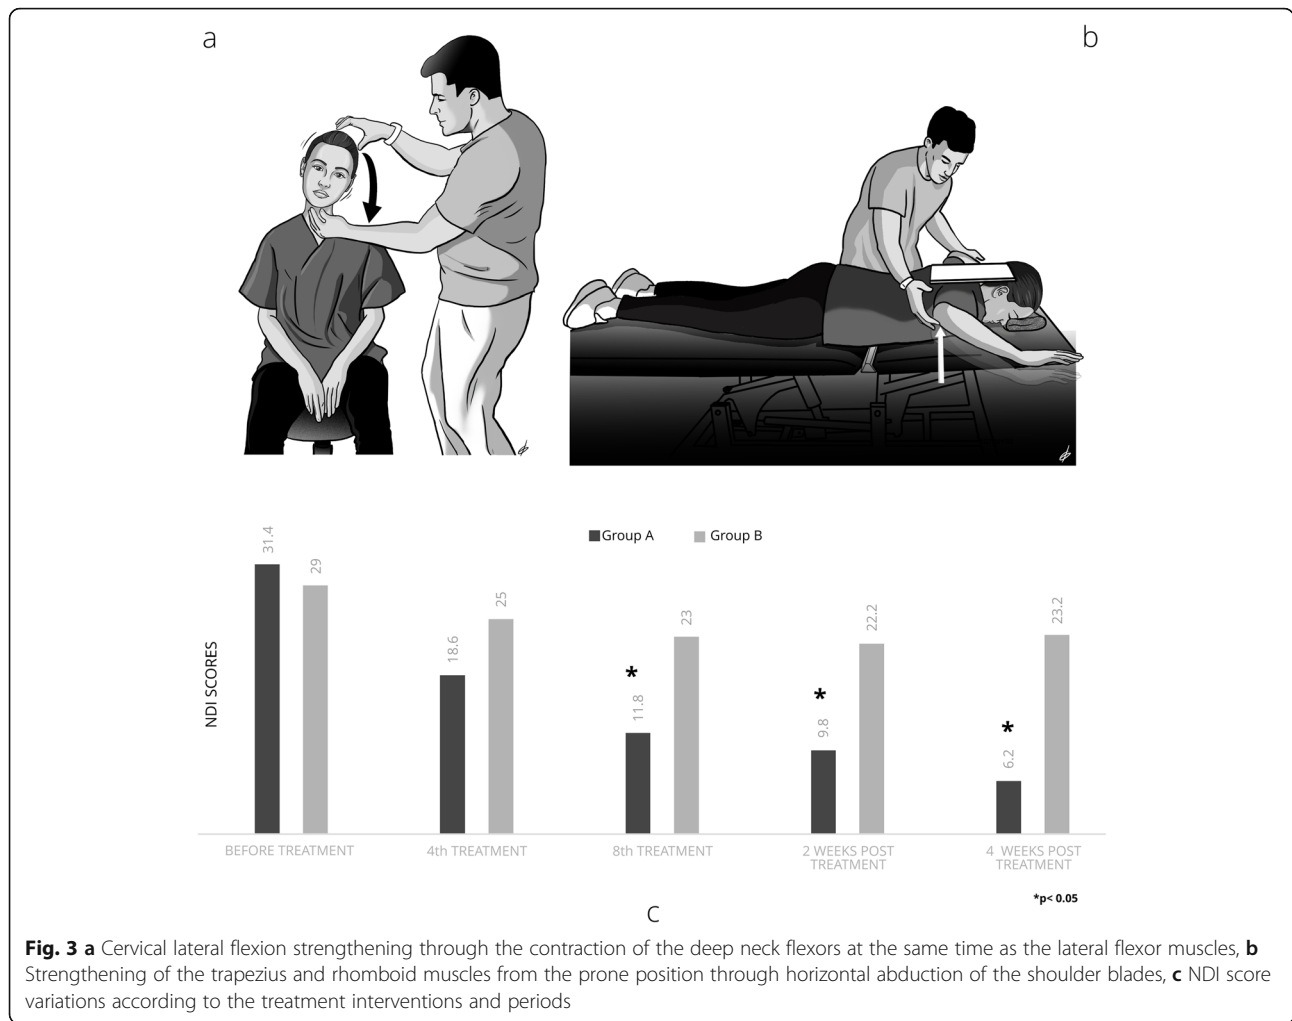 a
b
Group A Group B
31.4
29
18.6
25
*
11.8
23
*
9.8
22.2
*
6.2
23.2
NDI SCORES
BEFORE TREATMENT
4th TREATMENT
8th TREATMENT
2 WEEKS POST
TREATMENT
4 WEEKS POST
TREATMENT
*p< 0.05
C
Fig. 3 a Cervical lateral flexion strengthening through the contraction of the deep neck flexors at the same time as the lateral flexor muscles, b
Strengthening of the trapezius and rhomboid muscles from the prone position through horizontal abduction of the shoulder blades, c NDI score
variations according to the treatment interventions and periods